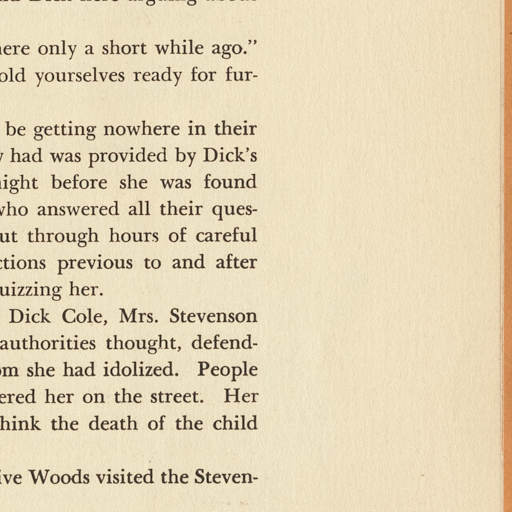 here only a short while ago.”
old yourselves ready for fur-
be getting nowhere in their
had was provided by Dick’s
night before she was found
who answered all their ques-
ut through hours of careful
ctions previous to and after
uizzing her.
Dick Cole, Mrs. Stevenson
authorities thought, defend-
om she had idolized. People
ered her on the street. Her
hink the death of the child
ive Woods visited the Steven-